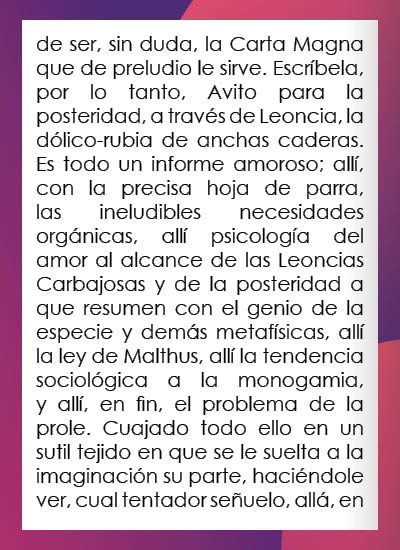 de ser, sin duda, la Carta Magna
que de preludio le sirve. Escríbela,
por lo tanto, Avito para la
posteridad, a través de Leoncia, la
dólico-rubia de anchas caderas.
Es todo un informe amoroso; allí,
con la precisa hoja de parra,
las ineludibles necesidades
orgánicas, allí psicología del
amor al alcance de las Leoncias
Carbajosas y de la posteridad a
que resumen con el genio de la
especie y demás metafísicas, allí
la ley de Malthus, allí la tendencia
sociológica a la monogamia,
y allí, en fin, el problema de la
prole. Cuajado todo ello en un
sutil tejido en que se le suelta a la
imaginación su parte, haciéndole
ver, cual tentador señuelo, allá, en